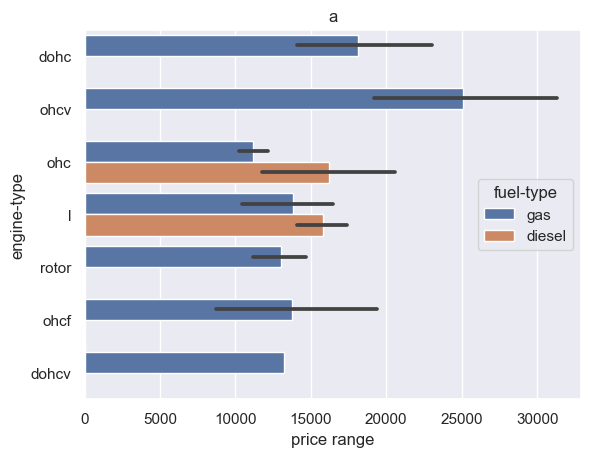 a
dohc
ohcv
ohc
l
rotor
ohcf
dohcv
engine-type
fuel-type
gas
diesel
0 5000 10000 15000 20000 25000 30000
price range